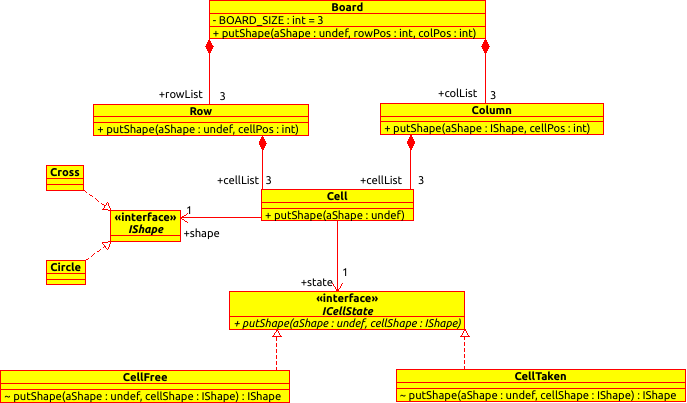 Board
- BOARD_SIZE : int = 3
+ putShape(aShape : undef, rowPos : int, colPos : int)
+rowList 3
+colList 3
Row
+ putShape(aShape : undef, cellPos : int)
Column
+ putShape(aShape : IShape, cellPos : int)
+cellList 3
+cellList 3
Cross
Cell
+ putShape(aShape : undef)
«interface»
IShape
1
+shape
Circle
+state 1
«interface»
ICellState
+ putShape(aShape : undef, cellShape : IShape)
CellFree
~ putShape(aShape : undef, cellShape : IShape) : IShape
CellTaken
~ putShape(aShape : undef, cellShape : IShape) : IShape